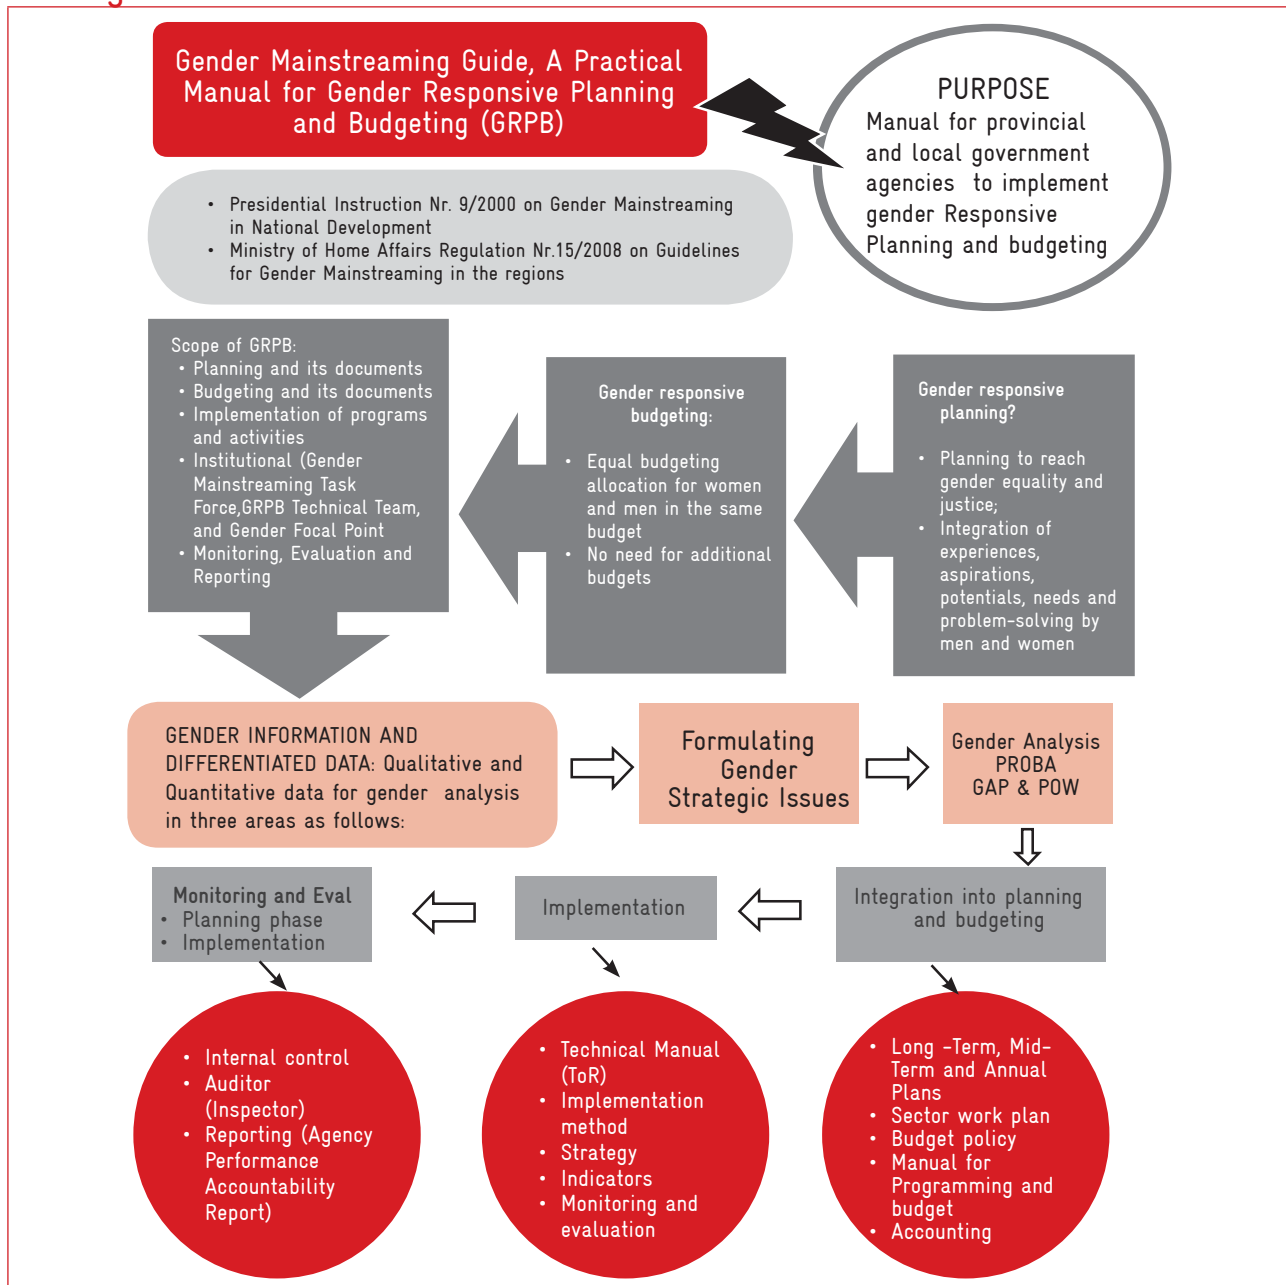 Gender Mainstreaming Guide, A Practical
Manual for Gender Responsive Planning
and Budgeting (GRPB)
PURPOSE
Manual for provincial
and local government
agencies to implement
gender Responsive
Planning and budgeting
• Presidential Instruction Nr. 9/2000 on Gender Mainstreaming
in National Development
• Ministry of Home Affairs Regulation Nr.15/2008 on Guidelines
for Gender Mainstreaming in the regions
Scope of GRPB:
• Planning and its documents
• Budgeting and its documents
• Implementation of programs
and activities
• Institutional (Gender
Mainstreaming Task
Force,GRPB Technical Team,
and Gender Focal Point
• Monitoring, Evaluation and
Reporting
Gender responsive
budgeting:
• Equal budgeting
allocation for women
and men in the same
budget
• No need for additional
budgets
Gender responsive
planning?
• Planning to reach
gender equality and
justice;
• Integration of
experiences,
aspirations,
potentials, needs and
problem-solving by
men and women
GENDER INFORMATION AND
DIFFERENTIATED DATA: Qualitative and
Quantitative data for gender analysis
in three areas as follows:
Formulating
Gender
Strategic Issues
Gender Analysis
PROBA
GAP & POW
Monitoring and Eval
• Planning phase
• Implementation
Implementation
Integration into planning
and budgeting
• Internal control
• Auditor
(Inspector)
• Reporting (Agency
Performance
Accountability
Report)
• Technical Manual
(ToR)
• Implementation
method
• Strategy
• Indicators
• Monitoring and
evaluation
• Long -Term, Mid-
Term and Annual
Plans
• Sector work plan
• Budget policy
• Manual for
Programming and
budget
• Accounting